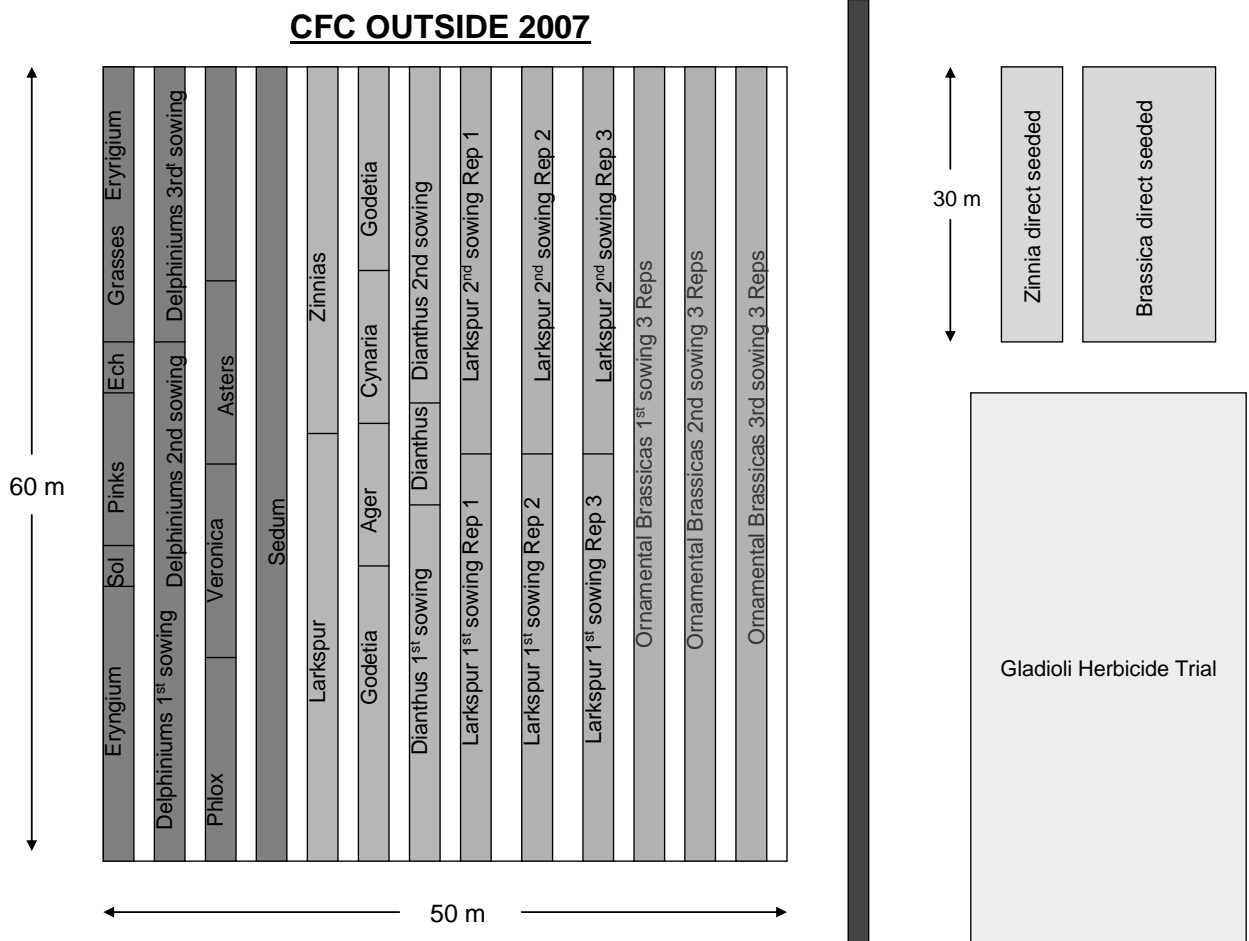 CFC OUTSIDE 2007
60 m
Eryrigium
Grasses
Ech
Pinks
Sol
Eryngium
Delphiniums 3rdᵗ sowing
Delphiniums 2nd sowing
Delphiniums 1ˢᵗ sowing
Asters
Veronica
Phlox
Sedum
Zinnias
Larkspur
Godetia
Cynaria
Ager
Godetia
Dianthus 2nd sowing
Dianthus
Dianthus 1ˢᵗ sowing
Larkspur 2ⁿᵈ sowing Rep 1
Larkspur 1ˢᵗ sowing Rep 1
Larkspur 2ⁿᵈ sowing Rep 2
Larkspur 1ˢᵗ sowing Rep 2
Larkspur 2ⁿᵈ sowing Rep 3
Larkspur 1ˢᵗ sowing Rep 3
Ornamental Brassicas 1ˢᵗ sowing 3 Reps
Ornamental Brassicas 2nd sowing 3 Reps
Ornamental Brassicas 3rd sowing 3 Reps
50 m
30 m
Zinnia direct seeded
Brassica direct seeded
Gladioli Herbicide Trial